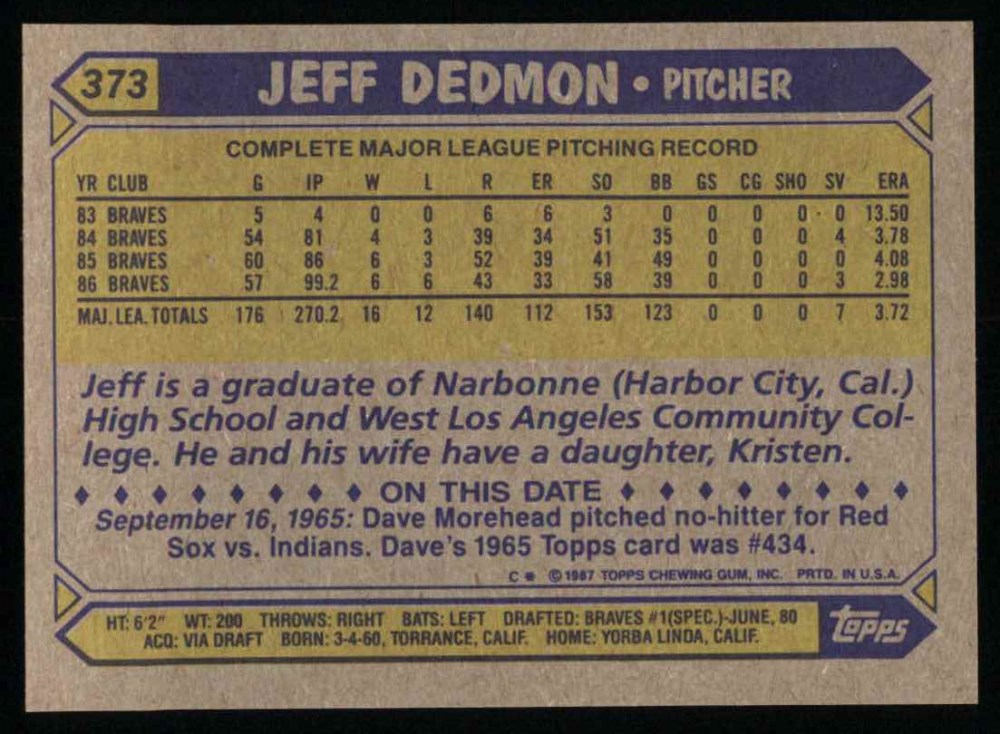 373 JEFF DEDMON • PITCHER
COMPLETE MAJOR LEAGUE PITCHING RECORD
YR CLUB G IP W L R ER SO BB GS CG SHO SV ERA
83 BRAVES 5 4 0 0 6 6 3 0 0 0 0 0 13.50
84 BRAVES 54 81 4 3 39 34 51 35 0 0 0 4 3.78
85 BRAVES 60 86 6 3 52 39 41 49 0 0 0 0 4.08
86 BRAVES 57 99.2 6 6 43 33 58 39 0 0 0 3 2.98
MAJ. LEA. TOTALS 176 270.2 16 12 140 112 153 123 0 0 0 7 3.72
Jeff is a graduate of Narbonne (Harbor City, Cal.)
High School and West Los Angeles Community Col-
lege. He and his wife have a daughter, Kristen.
♦ ♦ ♦ ♦ ♦ ♦ ♦ ♦ ON THIS DATE ♦ ♦ ♦ ♦ ♦ ♦ ♦ ♦
September 16, 1965: Dave Morehead pitched no-hitter for Red
Sox vs. Indians. Dave's 1965 Topps card was #434.
C * © 1987 TOPPS CHEWING GUM, INC. PRTD. IN U.S.A.
HT: 6'2" WT: 200 THROWS: RIGHT BATS: LEFT DRAFTED: BRAVES #1(SPEC.)-JUNE, 80
ACQ: VIA DRAFT BORN: 3-4-60, TORRANCE, CALIF. HOME: YORBA LINDA, CALIF.
Topps